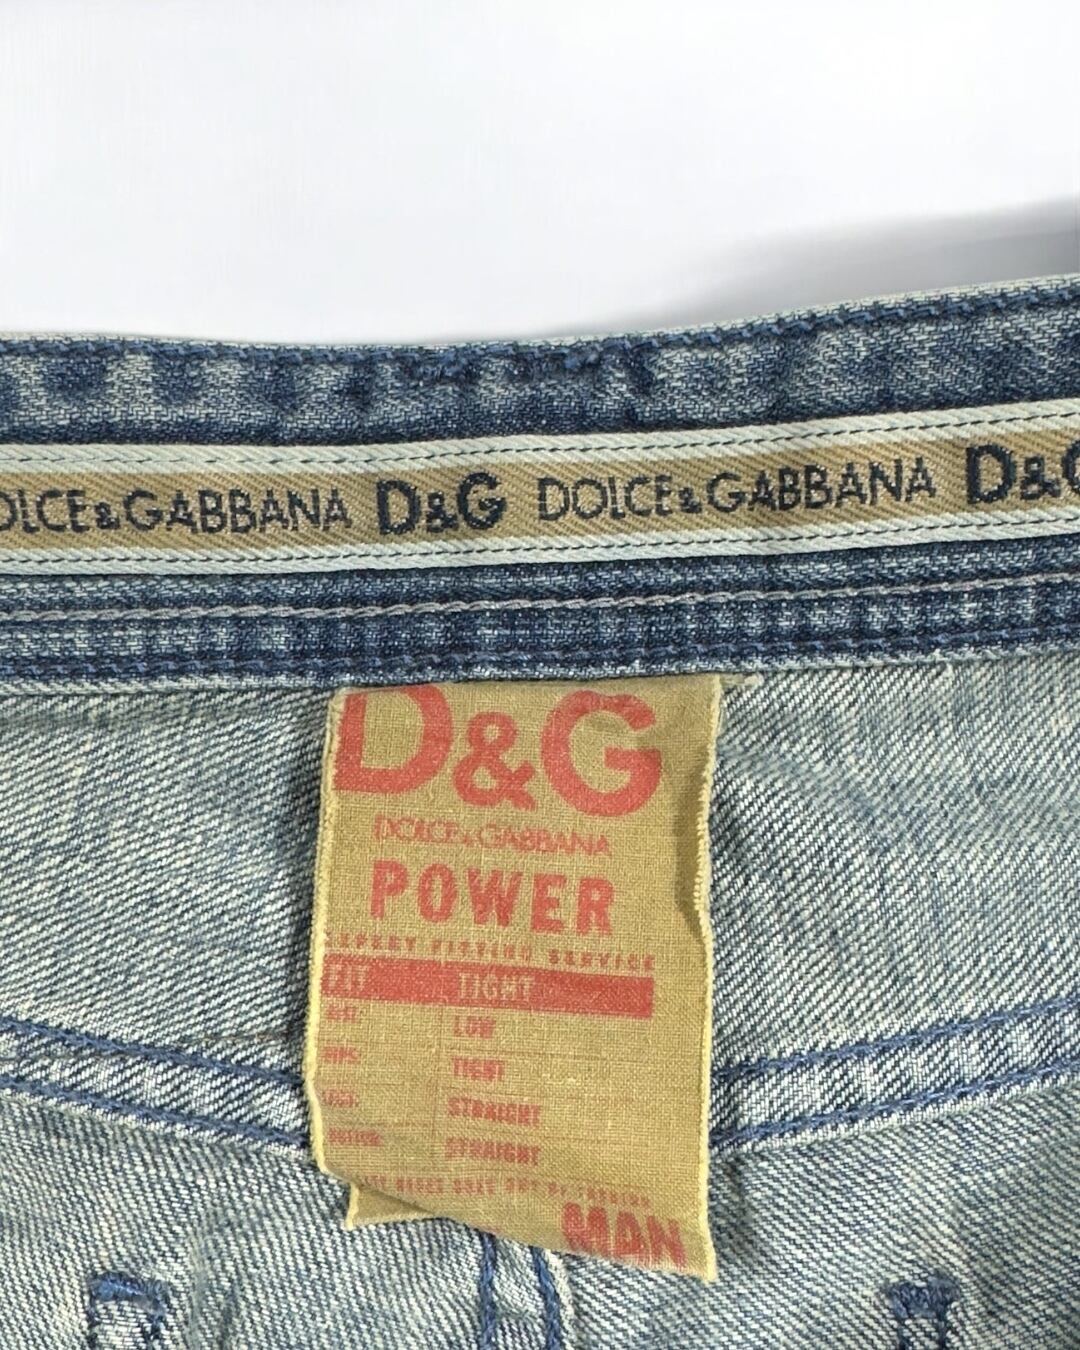 DOLCE&GABBANA D&G DOLCE&GABBANA D&G
D&G
DOLCE & GABBANA
POWER
EXPERT FITTING SERVICE
FIT TIGHT
LOW
TIGHT
STRAIGHT
STRAIGHT
MAN